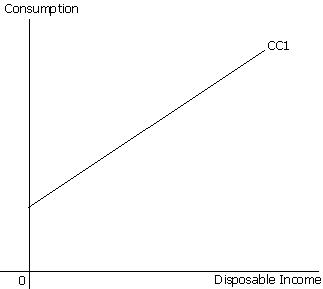 Consumption
CC1
0
Disposable Income